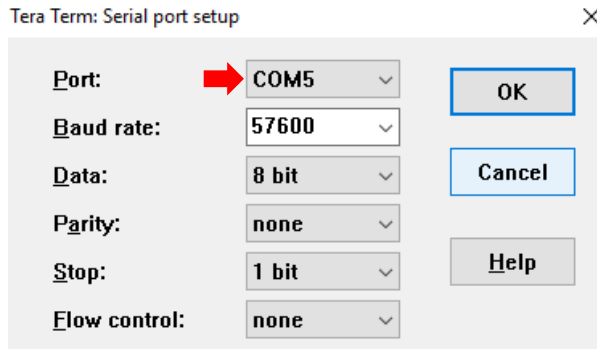 Tera Term: Serial port setup
Port: COM5 OK
Baud rate: 57600
Data: 8 bit Cancel
Parity: none
Stop: 1 bit Help
Flow control: none